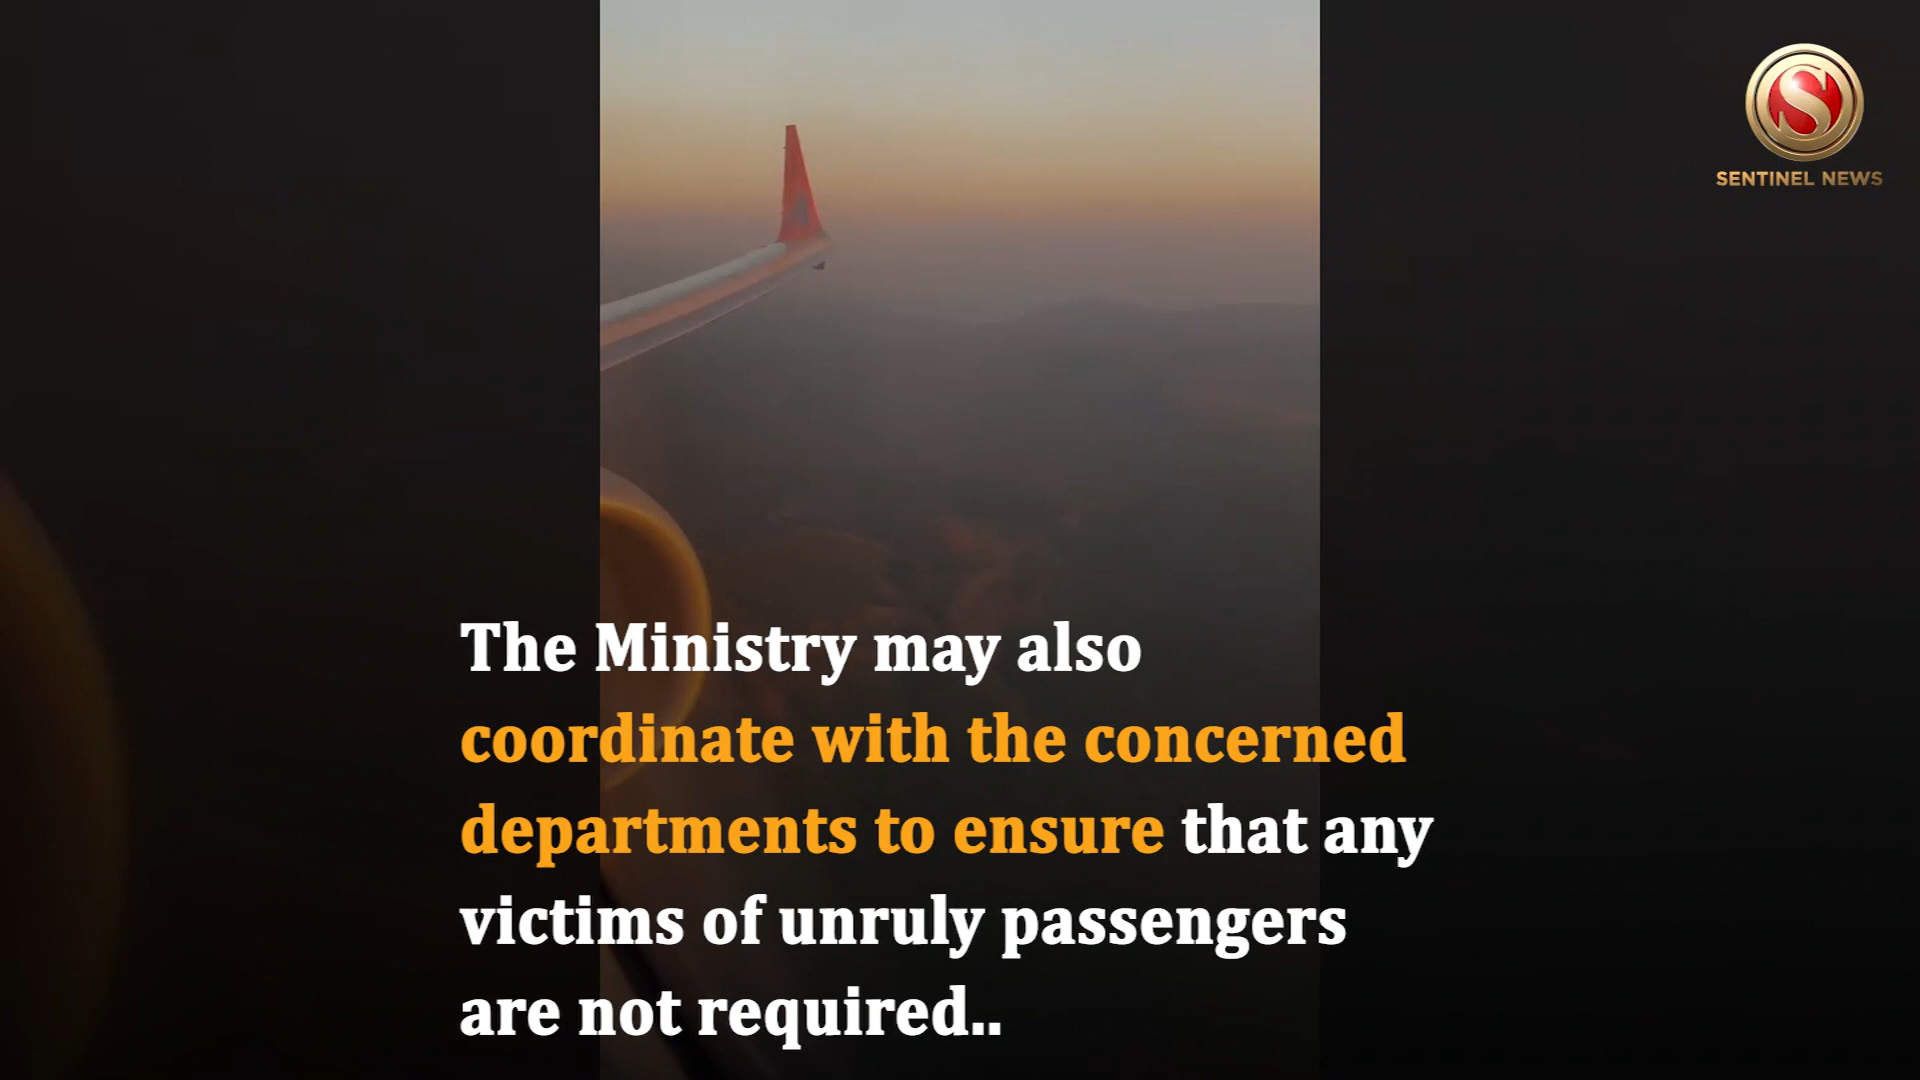 SENTINEL NEWS
The Ministry may also
coordinate with the concerned
departments to ensure that any
victims of unruly passengers
are not required..